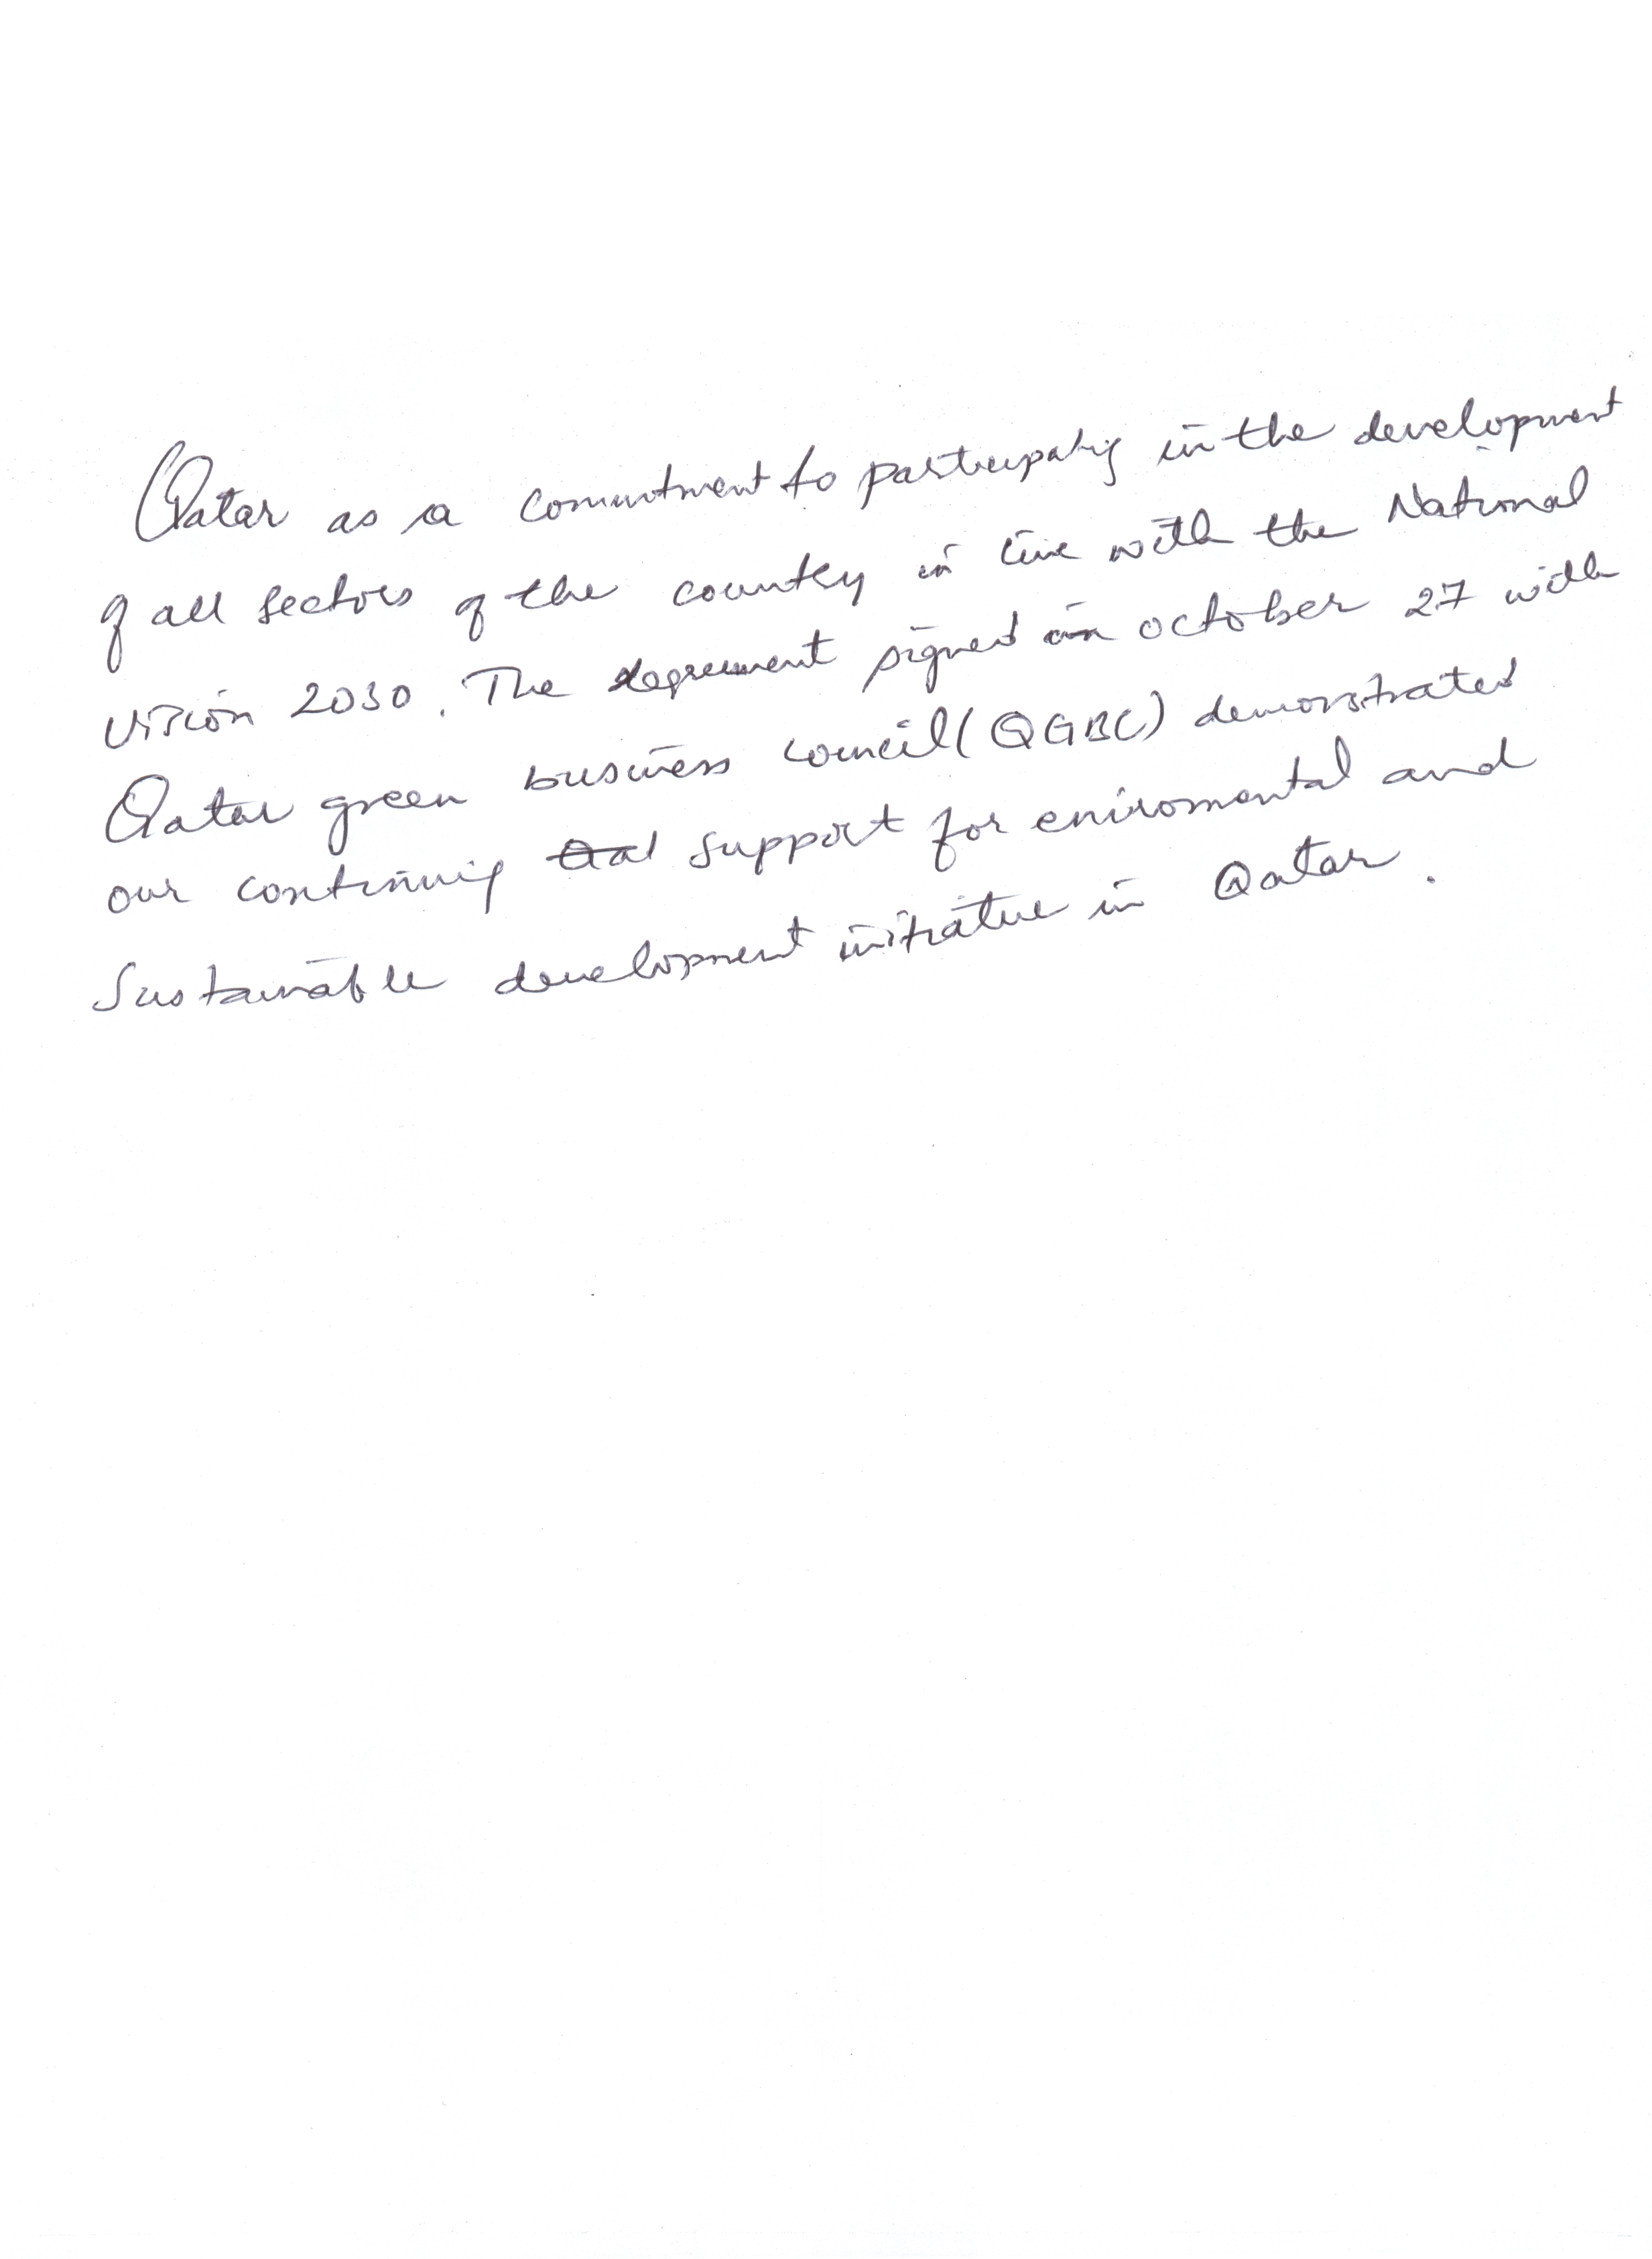 Qatar as a commitment to participating in the development
of all sectors of the country in line with the National
Vision 2030. The agreement signed on october 27 with
Qatar green business council (QGBC) demonstrated
our continuing support for enviromental and
Sustainable development initiative in Qatar.